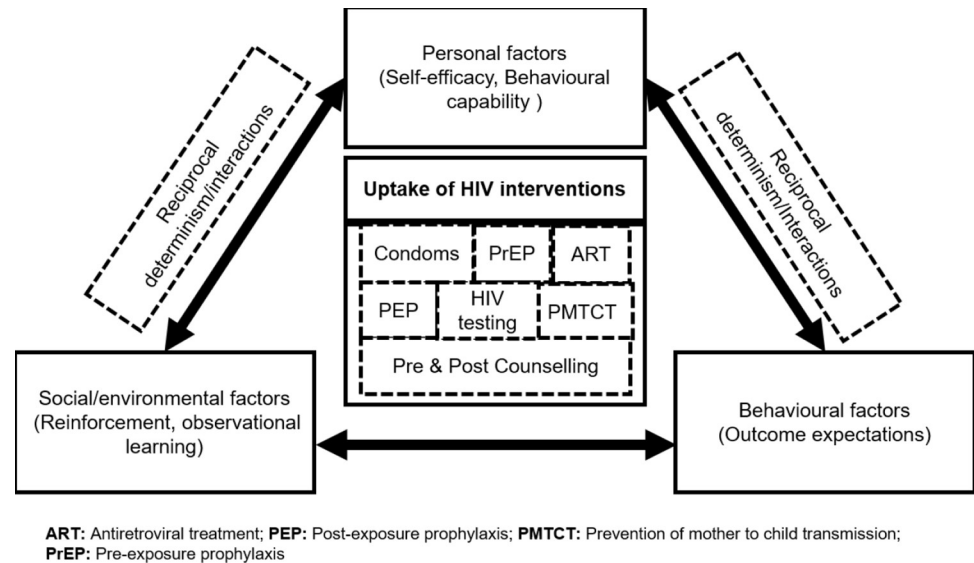 Personal factors
(Self-efficacy, Behavioural
capability )
Reciprocal
determism/interactions
Reciprocal
determism/Interactions
Uptake of HIV interventions
Condoms
PrEP
ART
PEP
HIV
testing
PMTCT
Pre & Post Counselling
Social/environmental factors
(Reinforcement, observational
learning)
Behavioural factors
(Outcome expectations)
ART: Antiretroviral treatment; PEP: Post-exposure prophylaxis; PMTCT: Prevention of mother to child transmission;
PrEP: Pre-exposure prophylaxis